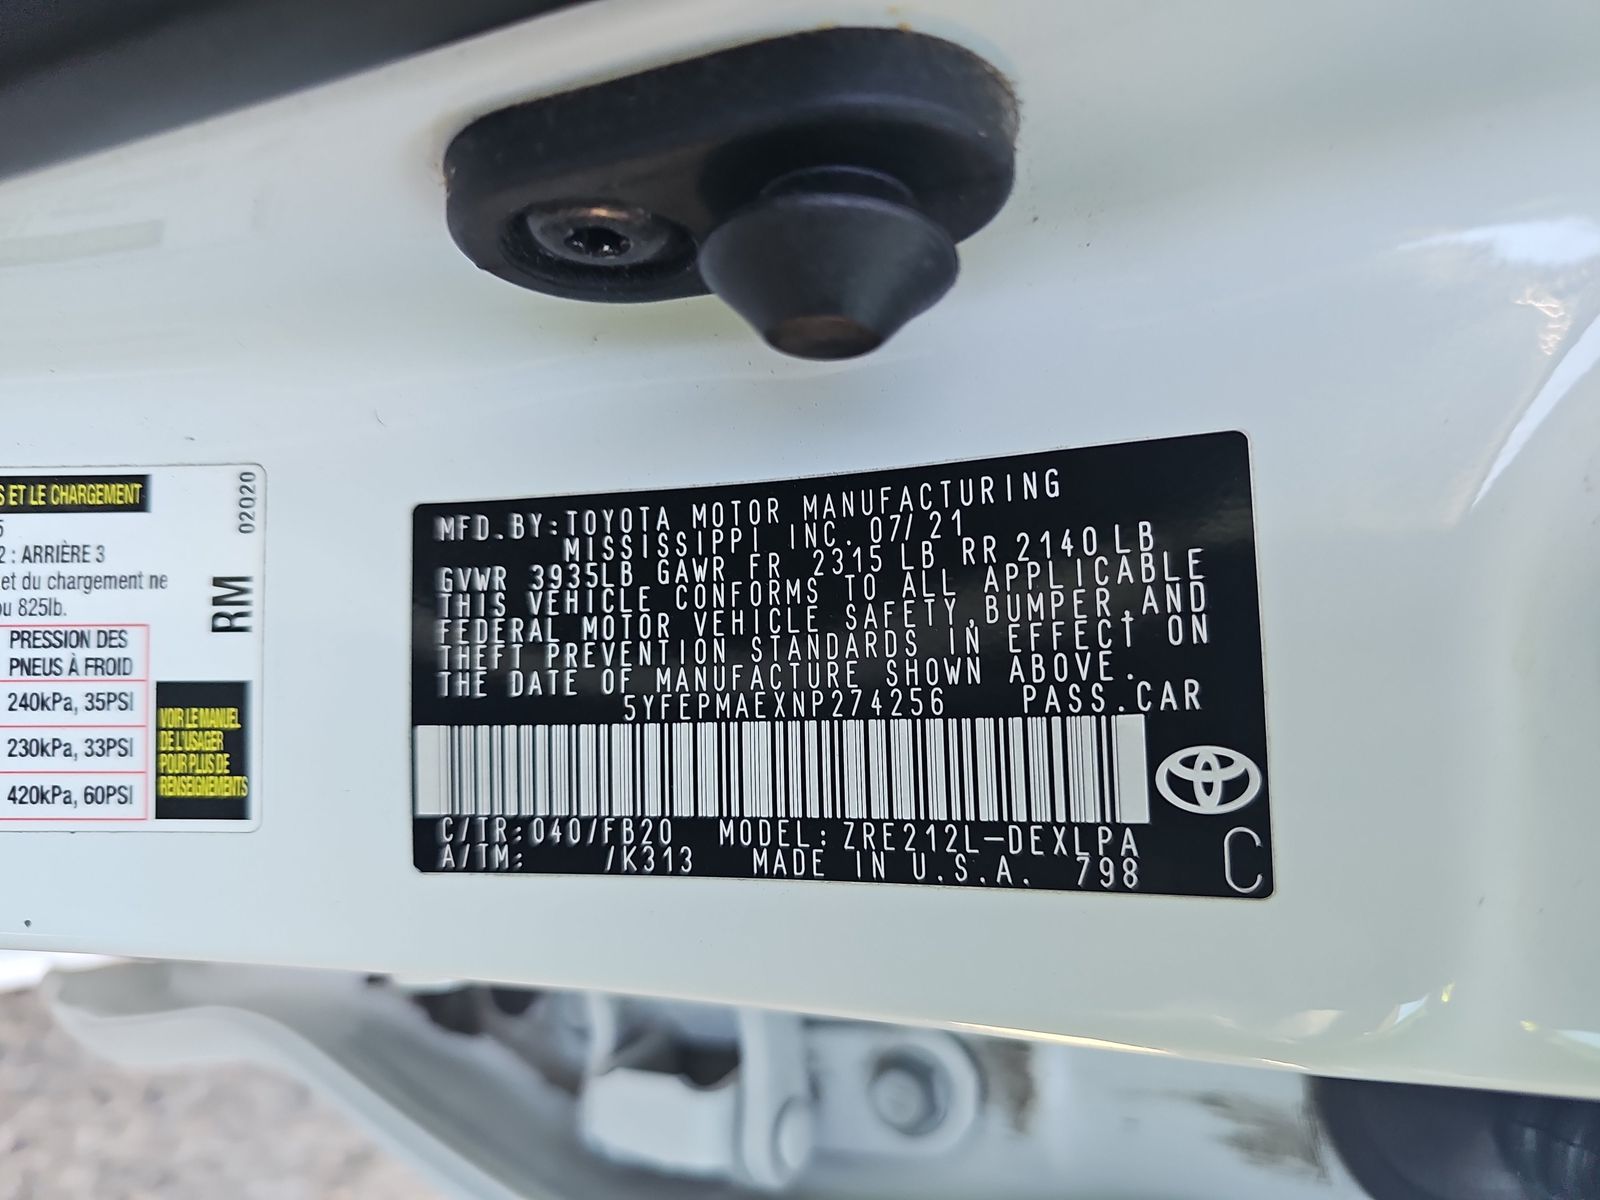 S ET LE CHARGEMENT
5
2 : ARRIÈRE 3
et du chargement ne
ou 825lb.
PRESSION DES
PNEUS À FROID
240kPa, 35PSI
230kPa, 33PSI
420kPa, 60PSI
02020
RM
VOIR LE MANUEL
DE L'USAGER
POUR PLUS DE
RENSEIGNEMENTS
MFD.BY:TOYOTA MOTOR MANUFACTURING
MISSISSIPPI INC. 07/21
GVWR 3935LB GAWR FR 2315 LB RR 2140 LB
THIS VEHICLE CONFORMS TO ALL APPLICABLE
FEDERAL MOTOR VEHICLE SAFETY,BUMPER,AND
THEFT PREVENTION STANDARDS IN EFFECT ON
THE DATE OF MANUFACTURE SHOWN ABOVE.
5YFEPMAEXNP274256 PASS.CAR
C/TR:040/FB20 MODEL:ZRE212L-DEXLPA
A/TM: /K313 MADE IN U.S.A. 798
C